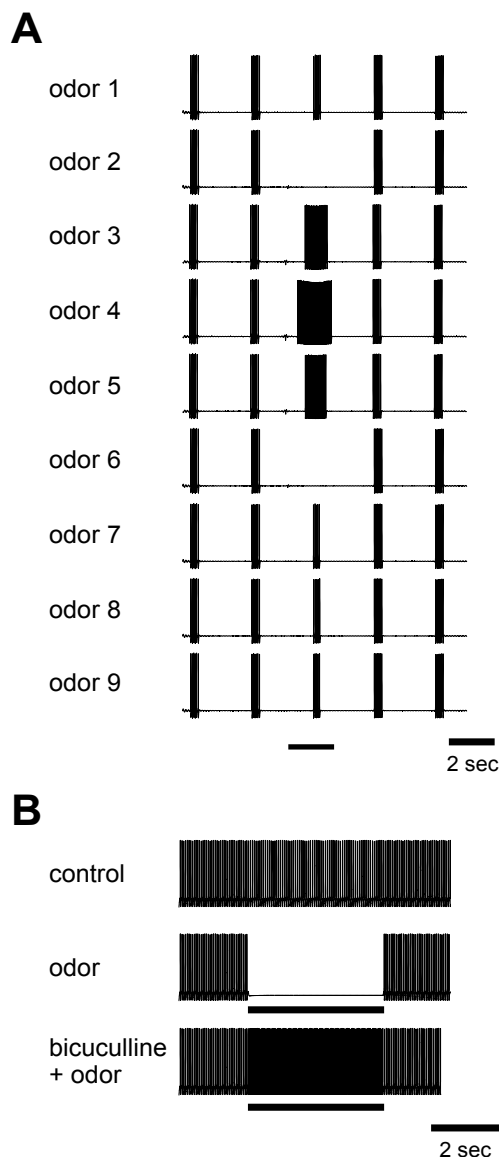 A
odor 1
odor 2
odor 3
odor 4
odor 5
odor 6
odor 7
odor 8
odor 9
2 sec
B
control
odor
bicuculline
+ odor
2 sec